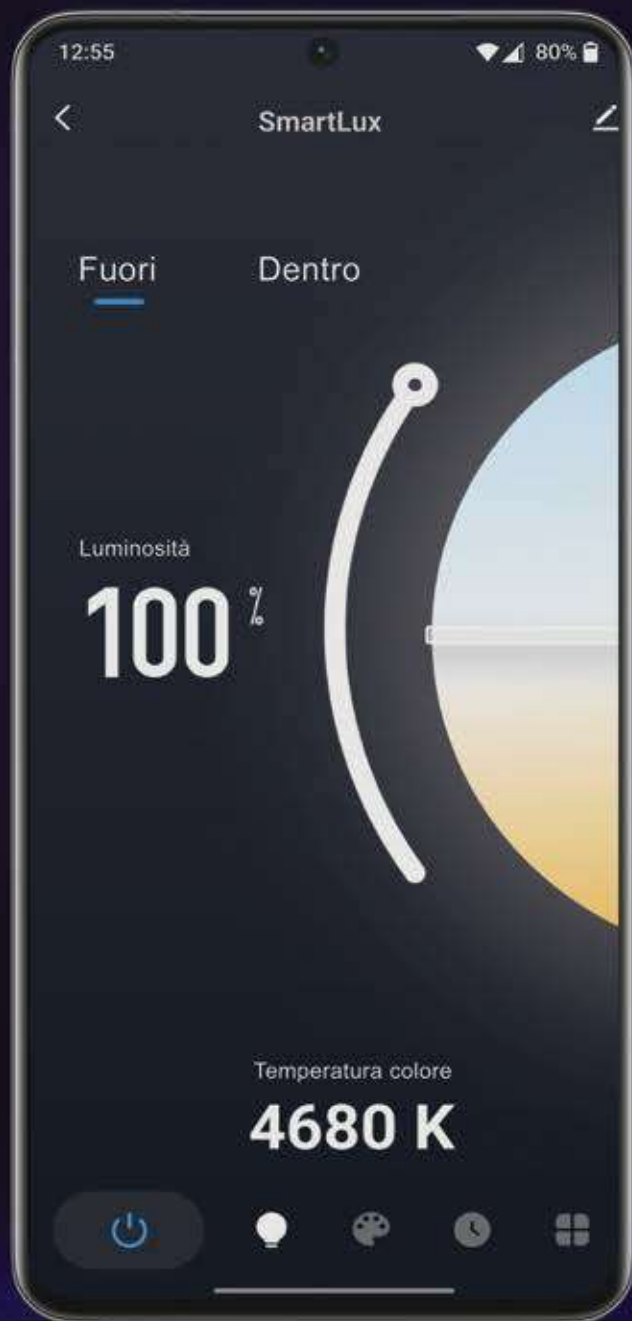 12:55
80%
SmartLux
Fuori
Dentro
Luminosità
100 %
Temperatura colore
4680 K